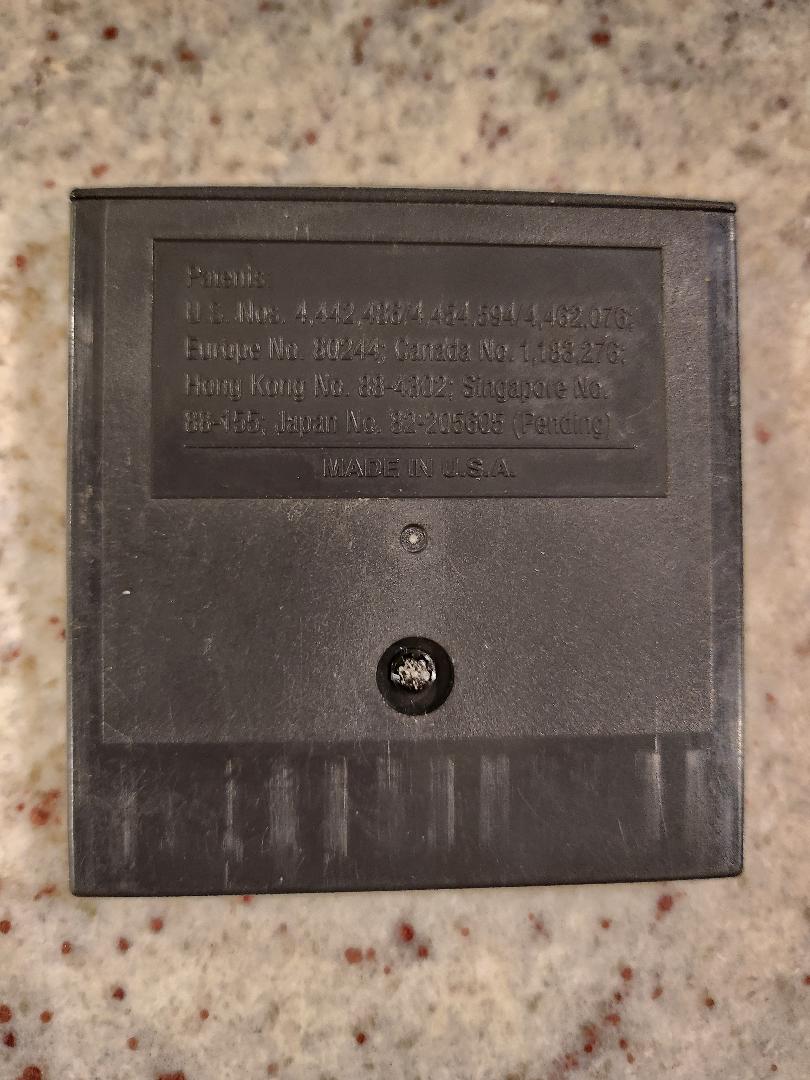 Patents:
U.S. Nos. 4,442,486/4,454,594/4,462,076;
Europe No. 80244; Canada No. 1,183,276;
Hong Kong No. 88-4302; Singapore No.
88-155; Japan No. 82-205605 (Pending)
MADE IN U.S.A.